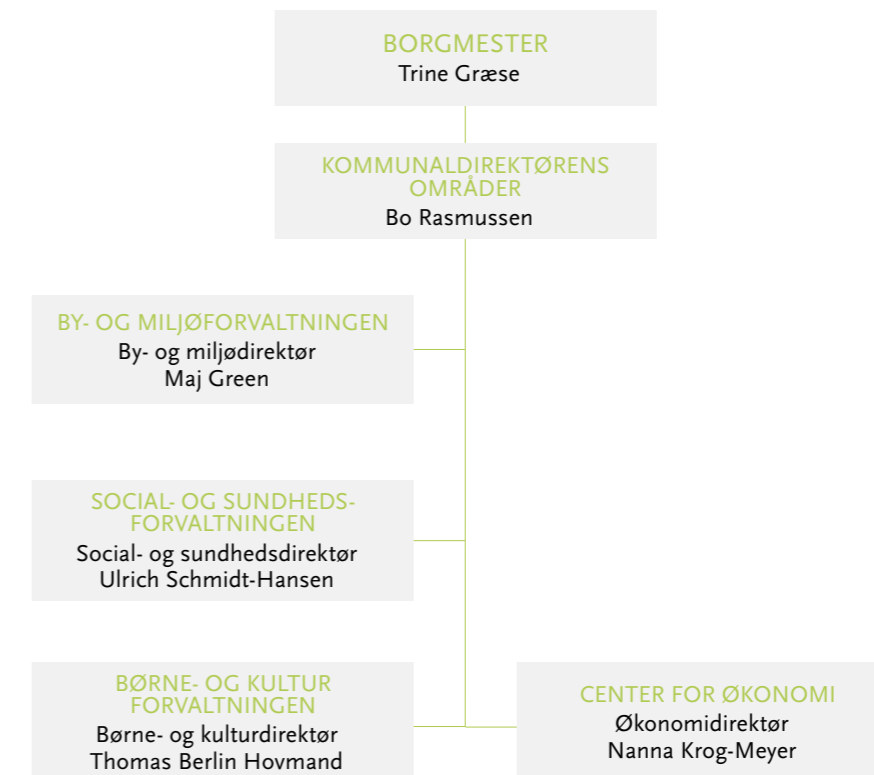 BORGMESTER
Trine Græse
KOMMUNALDIREKTØRENS
OMRÅDER
Bo Rasmussen
BY- OG MILJØFORVALTNINGEN
By- og miljødirektør
Maj Green
SOCIAL- OG SUNDHEDS-
FORVALTNINGEN
Social- og sundhedsdirektør
Ulrich Schmidt-Hansen
BØRNE- OG KULTUR
FORVALTNINGEN
Børne- og kulturdirektør
Thomas Berlin Hovmand
CENTER FOR ØKONOMI
Økonomidirektør
Nanna Krog-Meyer